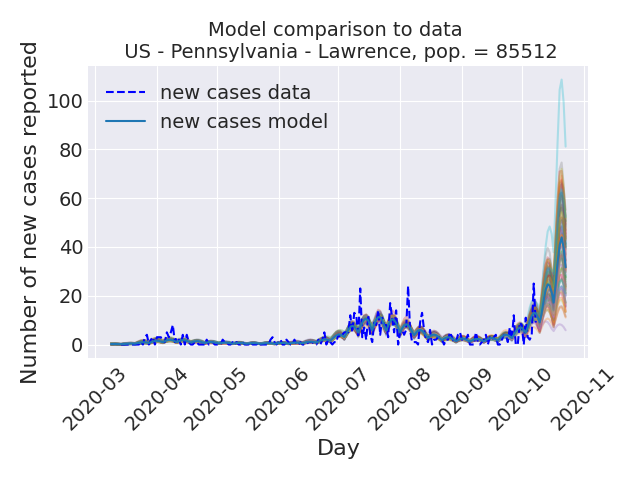 Model comparison to data
US - Pennsylvania - Lawrence, pop. = 85512
Number of new cases reported
100
80
60
40
20
0
new cases data
new cases model
2020-03
2020-04
2020-05
2020-06
2020-07
2020-08
2020-09
2020-10
2020-11
Day